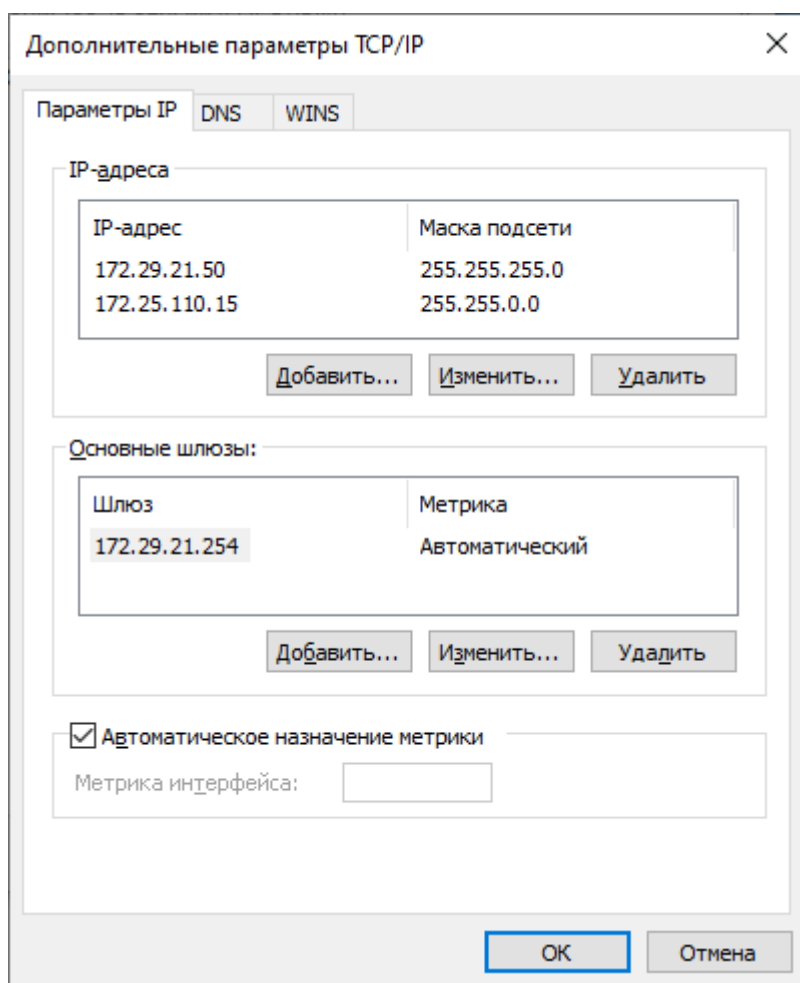 Дополнительные параметры TCP/IP
Параметры IP DNS WINS
IP-адреса
IP-адрес Маска подсети
172.29.21.50 255.255.255.0
172.25.110.15 255.255.0.0
Добавить... Изменить... Удалить
Основные шлюзы:
Шлюз Метрика
172.29.21.254 Автоматический
Добавить... Изменить... Удалить
Автоматическое назначение метрики
Метрика интерфейса:
OK Отмена